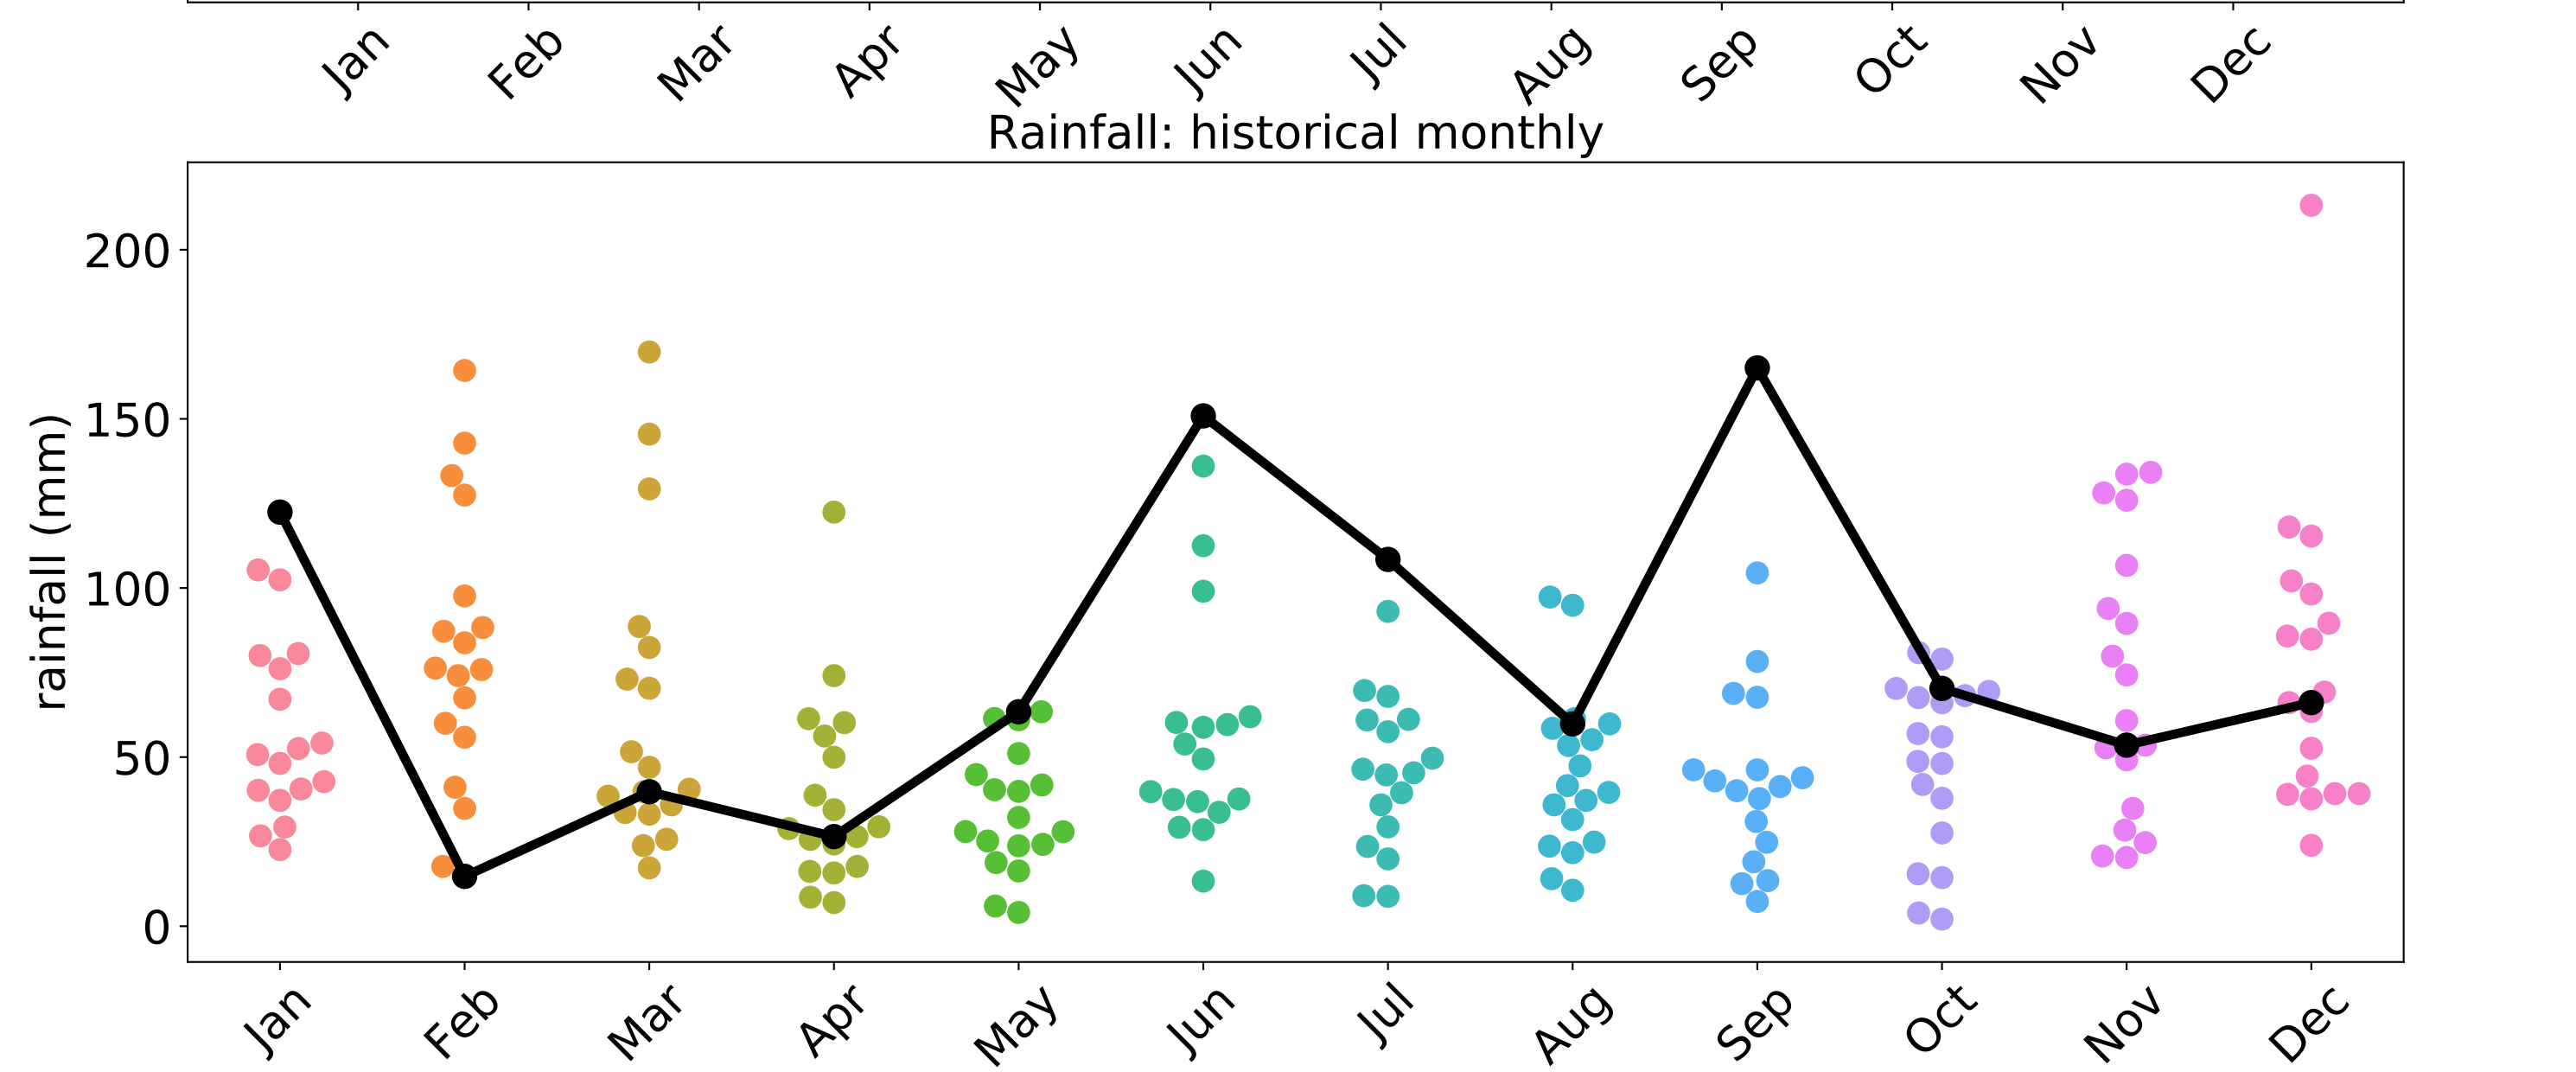 Jan Feb Mar Apr May Jun Jul Aug Sep Oct Nov Dec
Rainfall: historical monthly
200
150
100
50
0
rainfall (mm)
Jan Feb Mar Apr May Jun Jul Aug Sep Oct Nov Dec